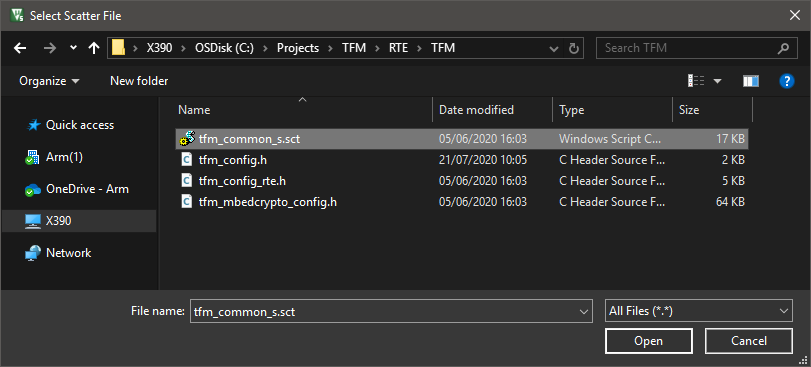 Select Scatter File
X390 > OSDisk (C:) > Projects > TFM > RTE > TFM
Search TFM
Organize
New folder
Name Date modified Type Size
Quick access
Arm(1)
OneDrive - Arm
X390
Network
tfm_common_s.sct 05/06/2020 16:03 Windows Script C... 17 KB
tfm_config.h 21/07/2020 10:05 C Header Source F... 2 KB
tfm_config_rte.h 05/06/2020 16:03 C Header Source F... 5 KB
tfm_mbedcrypto_config.h 05/06/2020 16:03 C Header Source F... 64 KB
File name: tfm_common_s.sct All Files (*.*)
Open Cancel